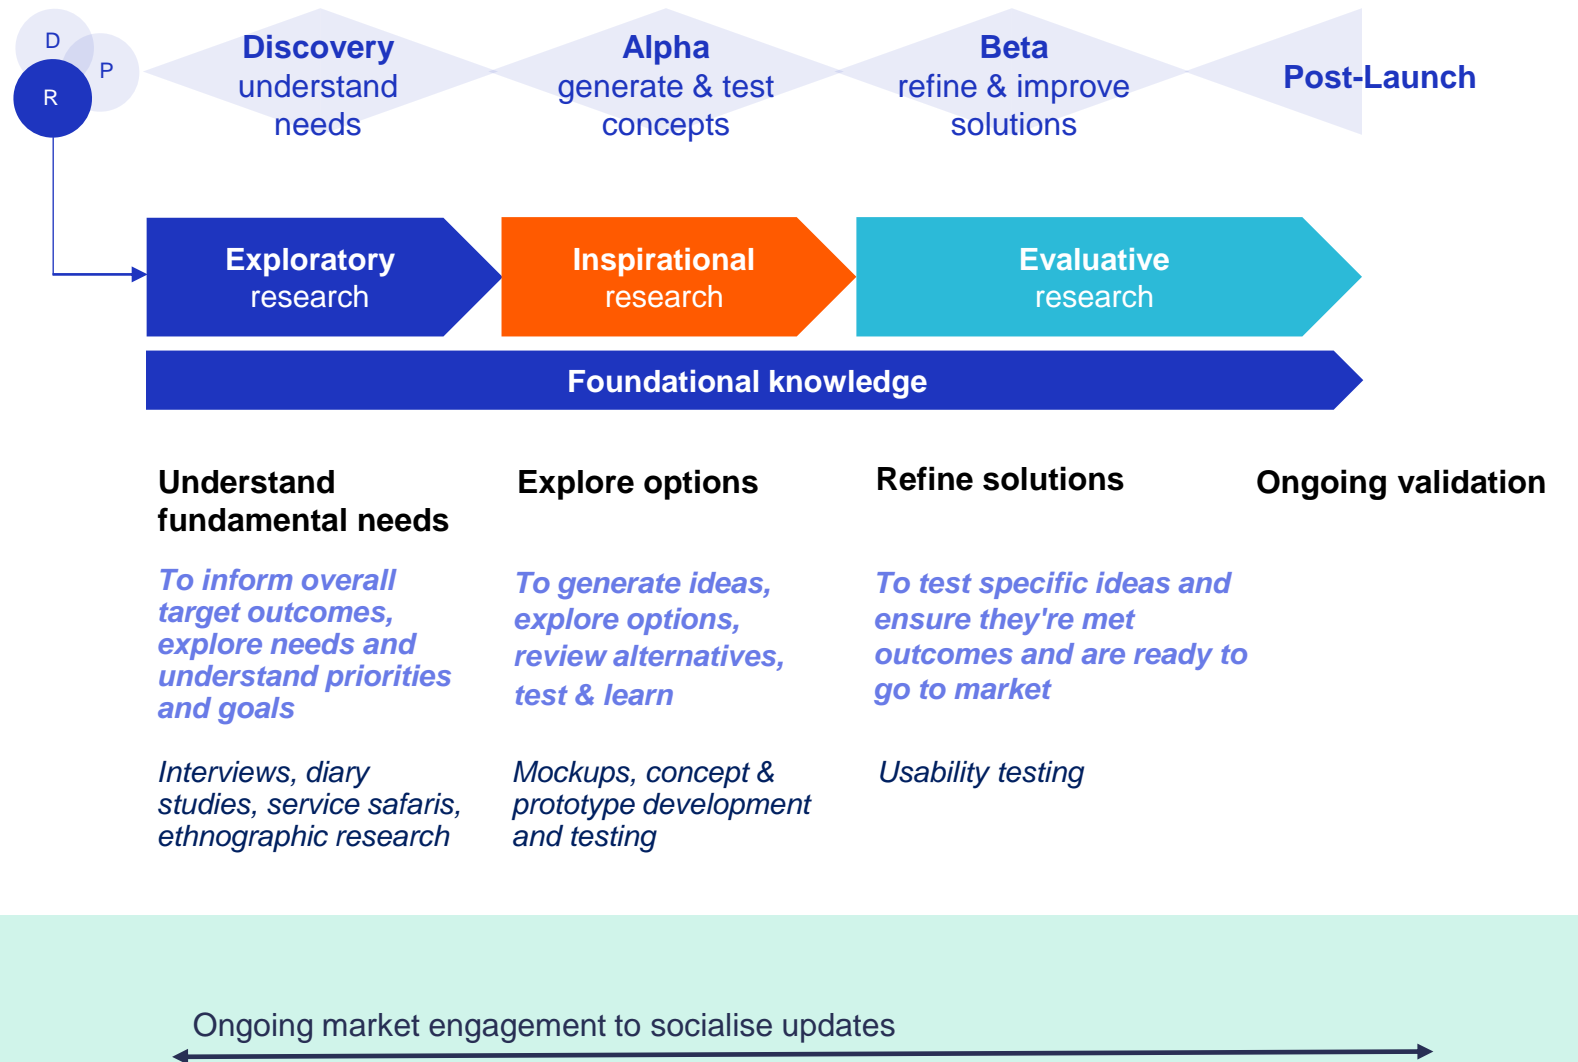 D
P
R
Discovery
understand
needs
Alpha
generate & test
concepts
Beta
refine & improve
solutions
Post-Launch
Exploratory
research
Inspirational
research
Evaluative
research
Foundational knowledge
Understand
fundamental needs
To inform overall
target outcomes,
explore needs and
understand priorities
and goals
Interviews, diary
studies, service safaris,
ethnographic research
Explore options
To generate ideas,
explore options,
review alternatives,
test & learn
Mockups, concept &
prototype development
and testing
Refine solutions
To test specific ideas and
ensure they're met
outcomes and are ready to
go to market
Usability testing
Ongoing validation
Ongoing market engagement to socialise updates